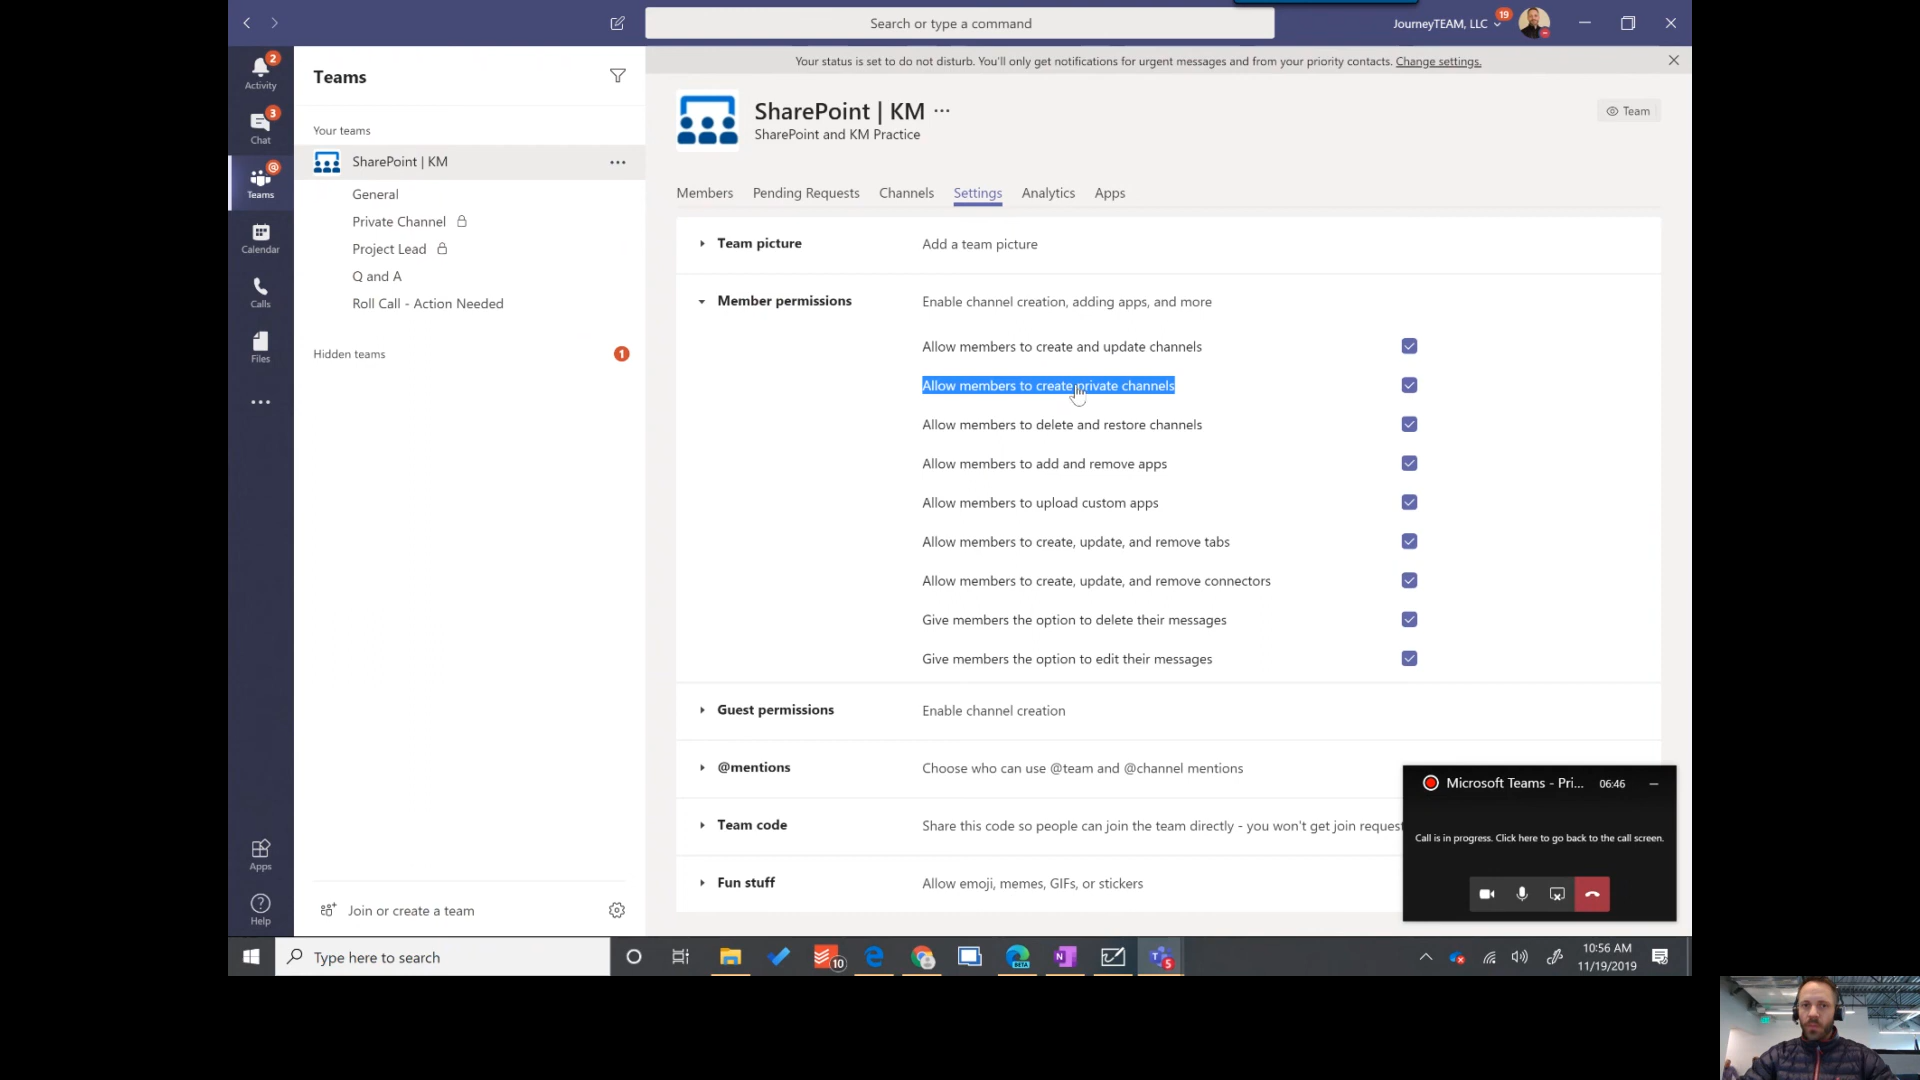 Search or type a command
JourneyTEAM, LLC
19
Your status is set to do not disturb. You'll only get notifications for urgent messages and from your priority contacts. Change settings.
2
Activity
3
Chat
@
Teams
Calendar
Calls
Files
Apps
Help
Teams
Your teams
SharePoint | KM
General
Private Channel
Project Lead
Q and A
Roll Call - Action Needed
Hidden teams
1
Join or create a team
SharePoint | KM
SharePoint and KM Practice
Team
Members
Pending Requests
Channels
Settings
Analytics
Apps
Team picture
Add a team picture
Member permissions
Enable channel creation, adding apps, and more
Allow members to create and update channels
Allow members to create private channels
Allow members to delete and restore channels
Allow members to add and remove apps
Allow members to upload custom apps
Allow members to create, update, and remove tabs
Allow members to create, update, and remove connectors
Give members the option to delete their messages
Give members the option to edit their messages
Guest permissions
Enable channel creation
@mentions
Choose who can use @team and @channel mentions
Team code
Share this code so people can join the team directly - you won't get join request
Fun stuff
Allow emoji, memes, GIFs, or stickers
Microsoft Teams - Pri...
06:46
Call is in progress. Click here to go back to the call screen.
Type here to search
10
BETA
N
T
5
10:56 AM
11/19/2019